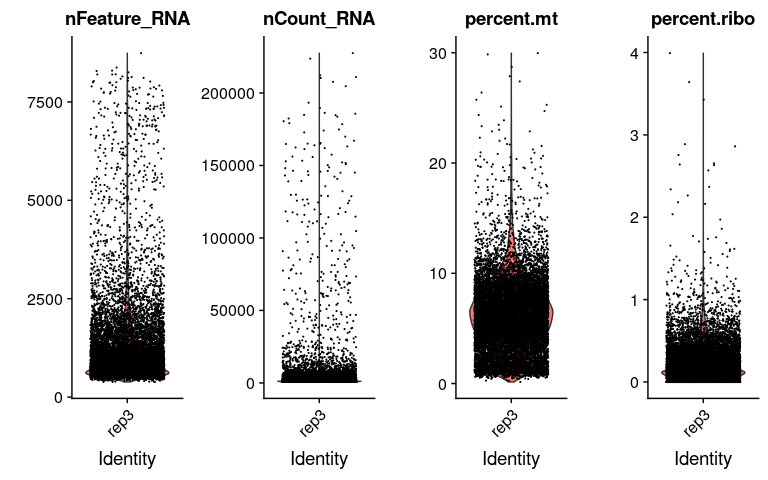 nFeature_RNA
7500
5000
2500
0
rep3
Identity
nCount_RNA
200000
150000
100000
50000
0
rep3
Identity
percent.mt
30
20
10
0
rep3
Identity
percent.ribo
4
3
2
1
0
rep3
Identity